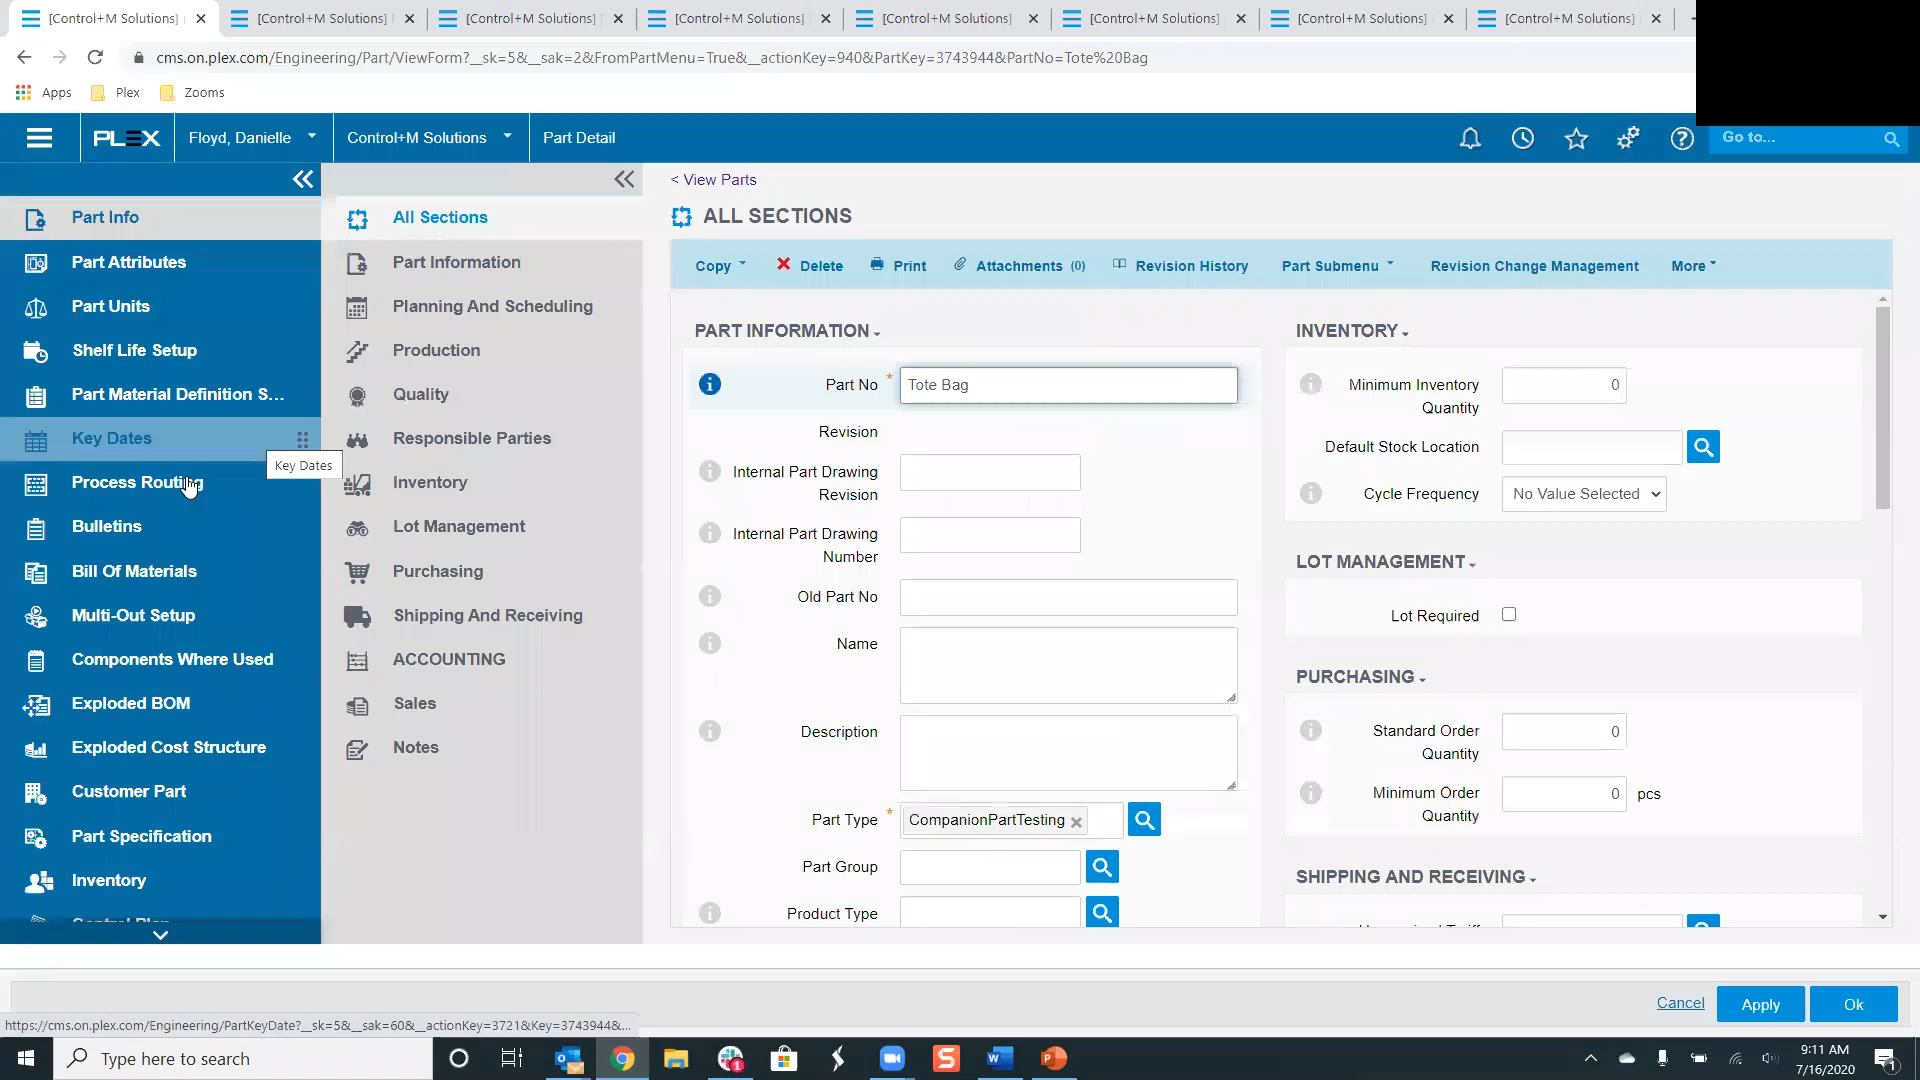 [Control+M Solutions]
[Control+M Solutions]
[Control+M Solutions]
[Control+M Solutions]
[Control+M Solutions]
[Control+M Solutions]
[Control+M Solutions]
[Control+M Solutions]
cms.on.plex.com/Engineering/Part/ViewForm?__sk=5&__sak=2&FromPartMenu=True&__actionKey=940&PartKey=3743944&PartNo=Tote%20Bag
Apps Plex Zooms
PLEX Floyd, Danielle Control+M Solutions Part Detail Go to...
Part Info
Part Attributes
Part Units
Shelf Life Setup
Part Material Definition S...
Key Dates
Key Dates
Process Routing
Bulletins
Bill Of Materials
Multi-Out Setup
Components Where Used
Exploded BOM
Exploded Cost Structure
Customer Part
Part Specification
Inventory
All Sections
Part Information
Planning And Scheduling
Production
Quality
Responsible Parties
Inventory
Lot Management
Purchasing
Shipping And Receiving
ACCOUNTING
Sales
Notes
< View Parts
ALL SECTIONS
Copy Delete Print Attachments (0) Revision History Part Submenu Revision Change Management More
PART INFORMATION
Part No * Tote Bag
Revision
Internal Part Drawing
Revision
Internal Part Drawing
Number
Old Part No
Name
Description
Part Type * CompanionPartTesting
Part Group
Product Type
INVENTORY
Minimum Inventory 0
Quantity
Default Stock Location
Cycle Frequency No Value Selected
LOT MANAGEMENT
Lot Required
PURCHASING
Standard Order 0
Quantity
Minimum Order 0 pcs
Quantity
SHIPPING AND RECEIVING
Cancel Apply Ok
https://cms.on.plex.com/Engineering/PartKeyDate?__sk=5&__sak=60&__actionKey=3721&Key=3743944&...
Type here to search
9:11 AM
7/16/2020
1
1